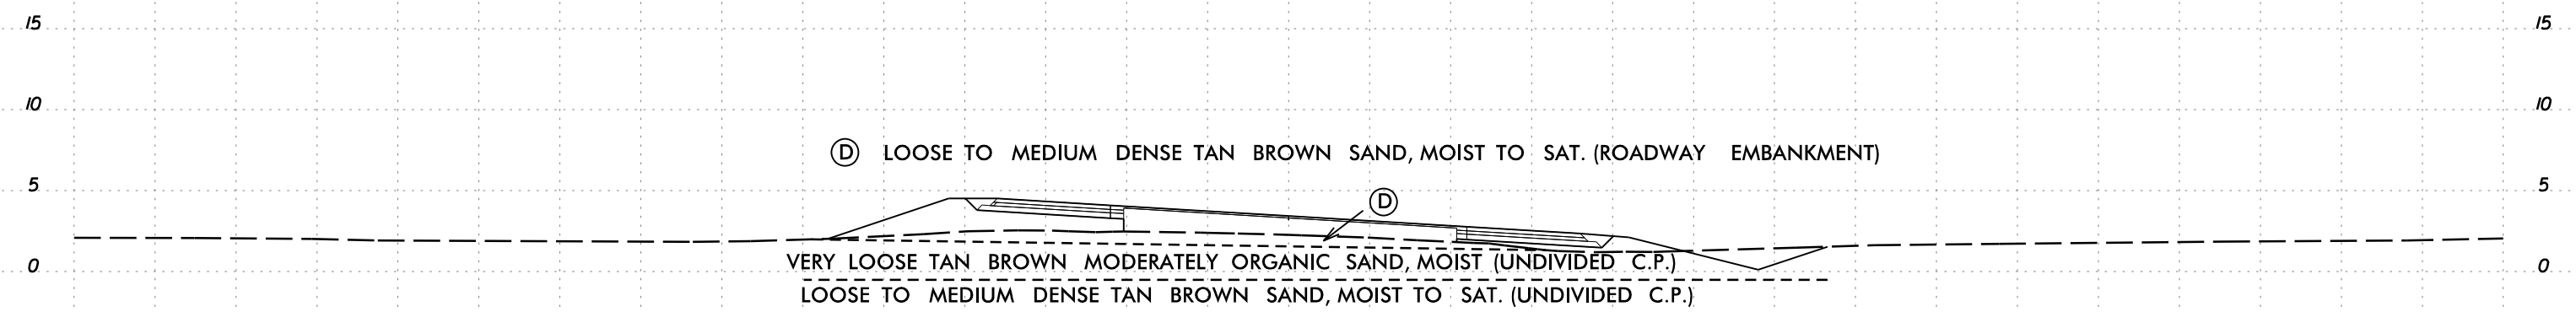 15 15
10 10
D LOOSE TO MEDIUM DENSE TAN BROWN SAND, MOIST TO SAT. (ROADWAY EMBANKMENT)
5 5
D
0 0
VERY LOOSE TAN BROWN MODERATELY ORGANIC SAND, MOIST (UNDIVIDED C.P.)
LOOSE TO MEDIUM DENSE TAN BROWN SAND, MOIST TO SAT. (UNDIVIDED C.P.)